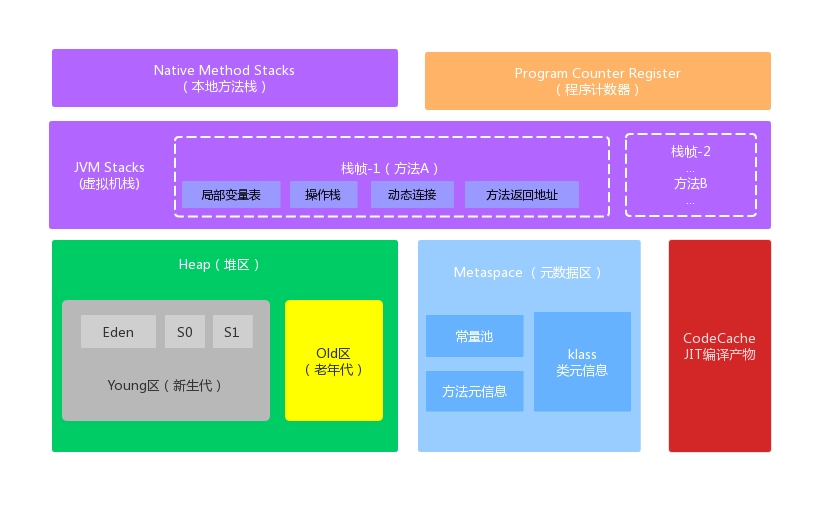 Native Method Stacks
（本地方法栈）
Program Counter Register
（程序计数器）
JVM Stacks
(虚拟机栈)
栈帧-1（方法A）
局部变量表
操作栈
动态连接
方法返回地址
栈帧-2
...
方法B
...
Heap（堆区）
Eden
S0
S1
Young区（新生代）
Old区
（老年代）
Metaspace （元数据区）
常量池
方法元信息
klass
类元信息
CodeCache
JIT编译产物